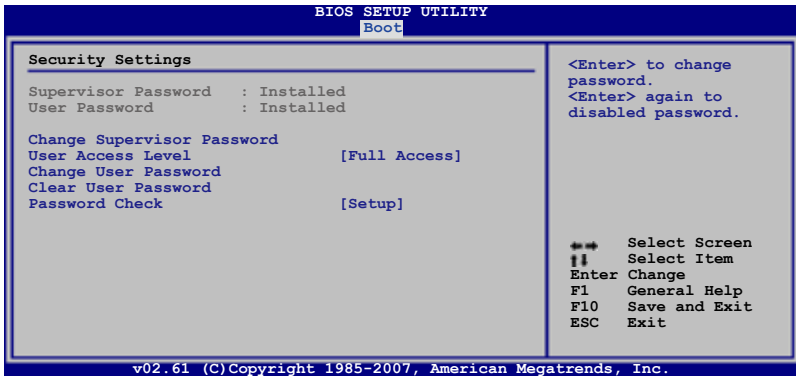 BIOS SETUP UTILITY
Boot
Security Settings
Supervisor Password : Installed
User Password : Installed
Change Supervisor Password
User Access Level [Full Access]
Change User Password
Clear User Password
Password Check [Setup]
<Enter> to change
password.
<Enter> again to
disabled password.
←→ Select Screen
↑↓ Select Item
Enter Change
F1 General Help
F10 Save and Exit
ESC Exit
v02.61 (C)Copyright 1985-2007, American Megatrends, Inc.